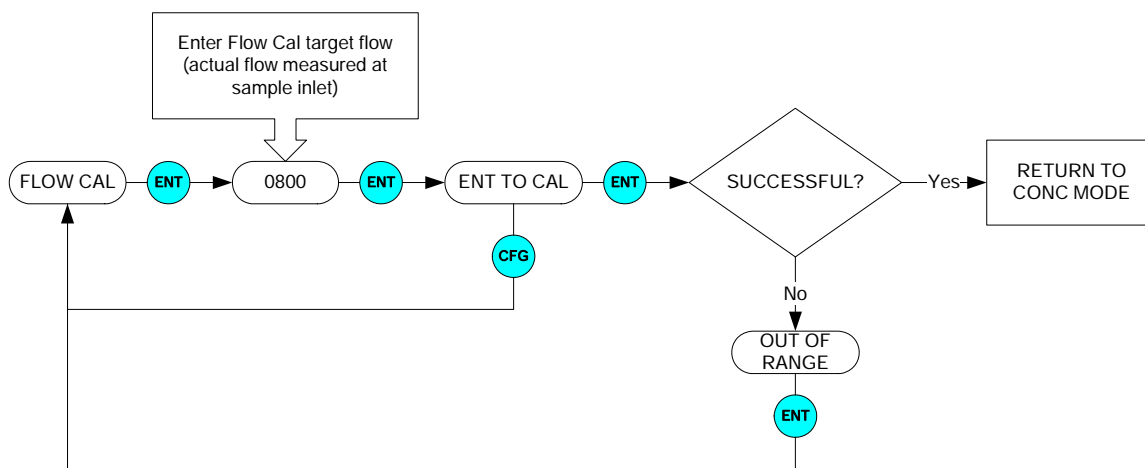 Enter Flow Cal target flow
(actual flow measured at
sample inlet)
FLOW CAL
ENT
0800
ENT
ENT TO CAL
ENT
SUCCESSFUL?
Yes
RETURN TO
CONC MODE
CFG
No
OUT OF
RANGE
ENT